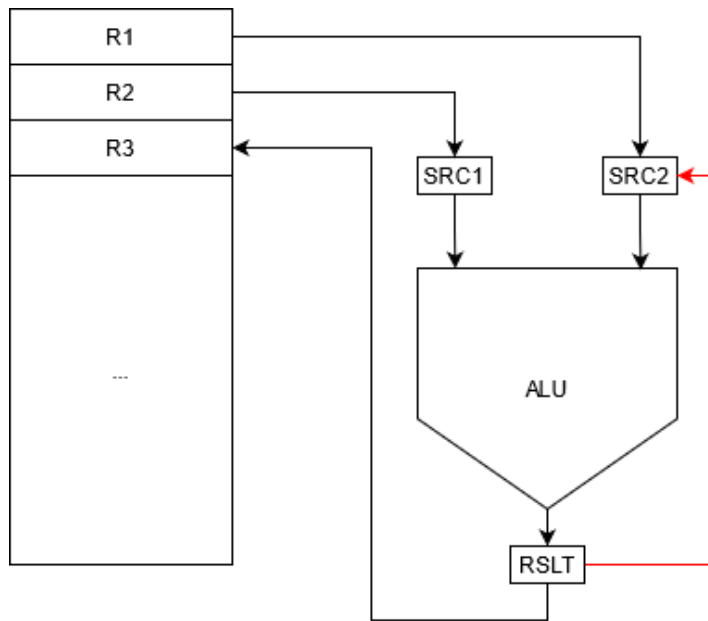 R1
R2
R3
SRC1
SRC2
---
ALU
RSLT